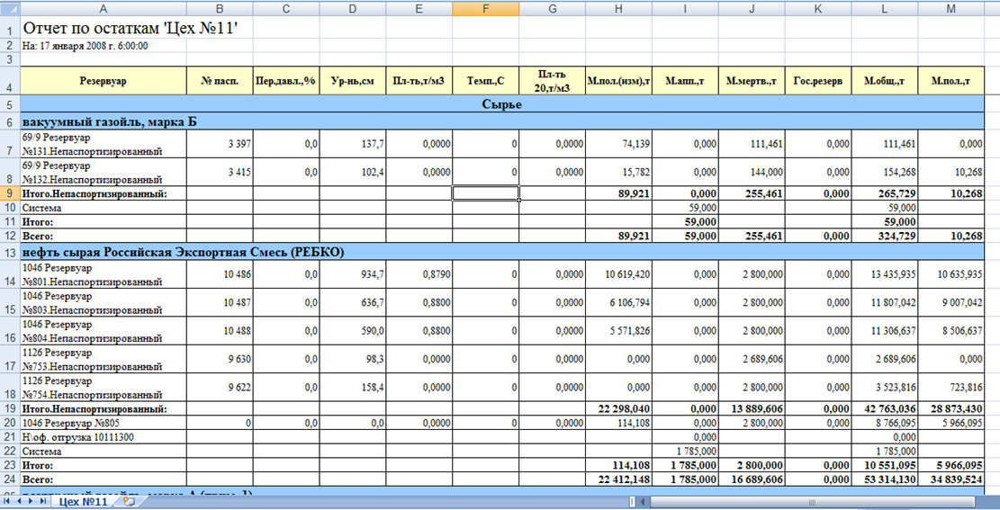 A B C D E F G H I J K L M
1 Отчет по остаткам 'Цех №11'
2 На: 17 января 2008 г. 6:00:00
3
4 Резервуар № пасп. Пер.давл.,% Ур-нь,см Пл-ть,т/м3 Темп.,С Пл-ть 20,т/м3 М.пол.(изм),т М.апп.,т М.мертв.,т Гос.резерв М.общ.,т М.пол.,т
5 Сырье
6 вакуумный газойль, марка Б
7 69/9 Резервуар №131.Непаспортизированный 3 397 0,0 137,7 0,0000 0 0,0000 74,139 0,000 111,461 0,000 111,461 0,000
8 69/9 Резервуар №132.Непаспортизированный 3 415 0,0 102,4 0,0000 0 0,0000 15,782 0,000 144,000 0,000 154,268 10,268
9 Итого.Непаспортизированный: 89,921 0,000 255,461 0,000 265,729 10,268
10 Система 59,000 59,000
11 Итого: 59,000 59,000
12 Всего: 89,921 59,000 255,461 0,000 324,729 10,268
13 нефть сырая Российская Экспортная Смесь (РЕБКО)
14 1046 Резервуар №801.Непаспортизированный 10 486 0,0 934,7 0,8790 0 0,0000 10 619,420 0,000 2 800,000 0,000 13 435,935 10 635,935
15 1046 Резервуар №803.Непаспортизированный 10 487 0,0 636,7 0,8800 0 0,0000 6 106,794 0,000 2 800,000 0,000 11 807,042 9 007,042
16 1046 Резервуар №804.Непаспортизированный 10 488 0,0 590,0 0,8800 0 0,0000 5 571,826 0,000 2 800,000 0,000 11 306,637 8 506,637
17 1126 Резервуар №753.Непаспортизированный 9 630 0,0 98,3 0,0000 0 0,0000 0,000 0,000 2 689,606 0,000 2 689,606 0,000
18 1126 Резервуар №754.Непаспортизированный 9 622 0,0 158,4 0,0000 0 0,0000 0,000 0,000 2 800,000 0,000 3 523,816 723,816
19 Итого.Непаспортизированный: 22 298,040 0,000 13 889,606 0,000 42 763,036 28 873,430
20 1046 Резервуар №805 0 0,0 0,0 0,0000 0 0,0000 114,108 0,000 2 800,000 0,000 8 766,095 5 966,095
21 Н\оф. отгрузка 10111300 0,000 0,000
22 Система 1 785,000 1 785,000
23 Итого: 114,108 1 785,000 2 800,000 0,000 10 551,095 5 966,095
24 Всего: 22 412,148 1 785,000 16 689,606 0,000 53 314,130 34 839,524
Цех №11